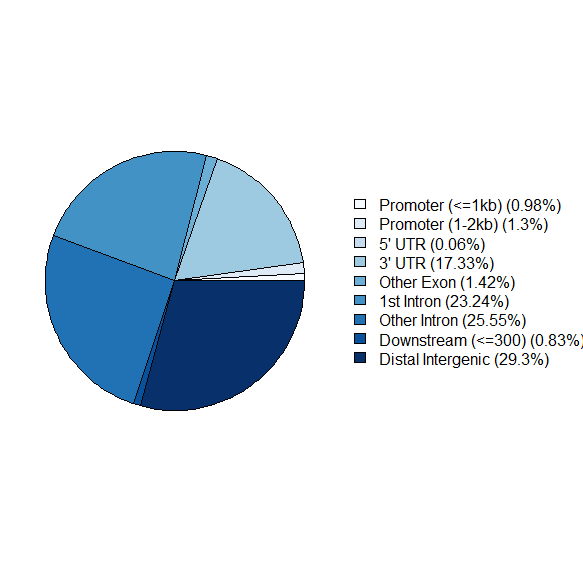 Promoter (<=1kb) (0.98%)
Promoter (1-2kb) (1.3%)
5' UTR (0.06%)
3' UTR (17.33%)
Other Exon (1.42%)
1st Intron (23.24%)
Other Intron (25.55%)
Downstream (<=300) (0.83%)
Distal Intergenic (29.3%)